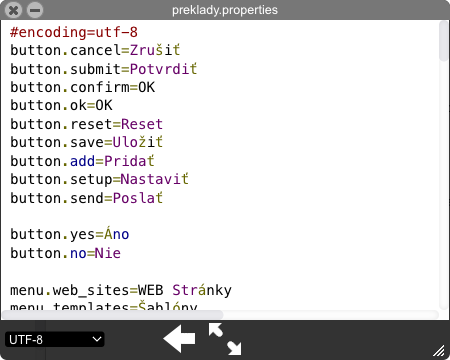 preklady.properties
#encoding=utf-8
button.cancel=Zrušiť
button.submit=Potvrdiť
button.confirm=OK
button.ok=OK
button.reset=Reset
button.save=Uložiť
button.add=Pridať
button.setup=Nastaviť
button.send=Poslať
button.yes=Áno
button.no=Nie
menu.web_sites=WEB Stránky
menu.templates=Šablóny
UTF-8